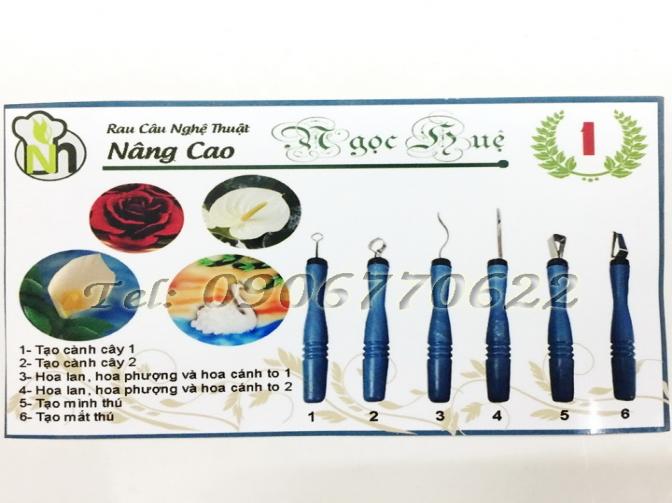 Nh
Rau Câu Nghệ Thuật
Nâng Cao
Ngọc Huệ
1
Tel: 0906770622
1- Tạo cành cây 1
2- Tạo cành cây 2
3- Hoa lan, hoa phượng và hoa cánh to 1
4- Hoa lan, hoa phượng và hoa cánh to 2
5- Tạo mình thú
6- Tạo mắt thú
1 2 3 4 5 6